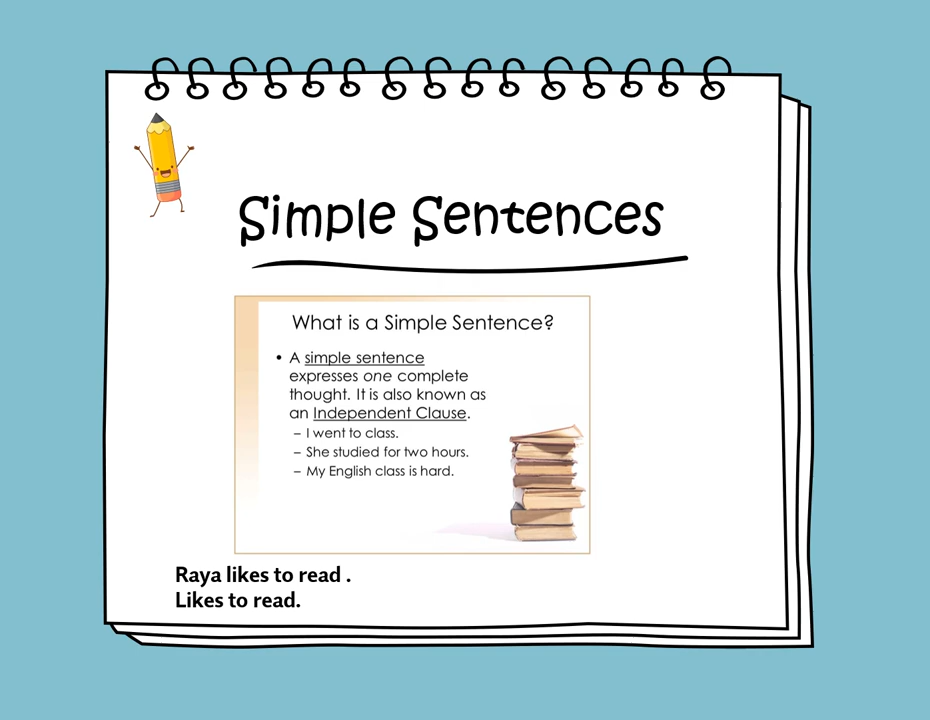 Simple Sentences
What is a Simple Sentence?
• A simple sentence
expresses one complete
thought. It is also known as
an Independent Clause.
– I went to class.
– She studied for two hours.
– My English class is hard.
Raya likes to read .
Likes to read.